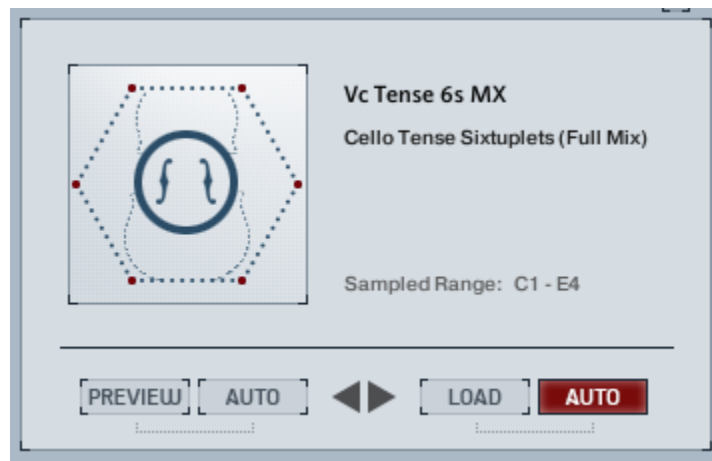 Vc Tense 6s MX
Cello Tense Sixtuplets (Full Mix)
Sampled Range: C1 - E4
PREVIEW AUTO LOAD AUTO